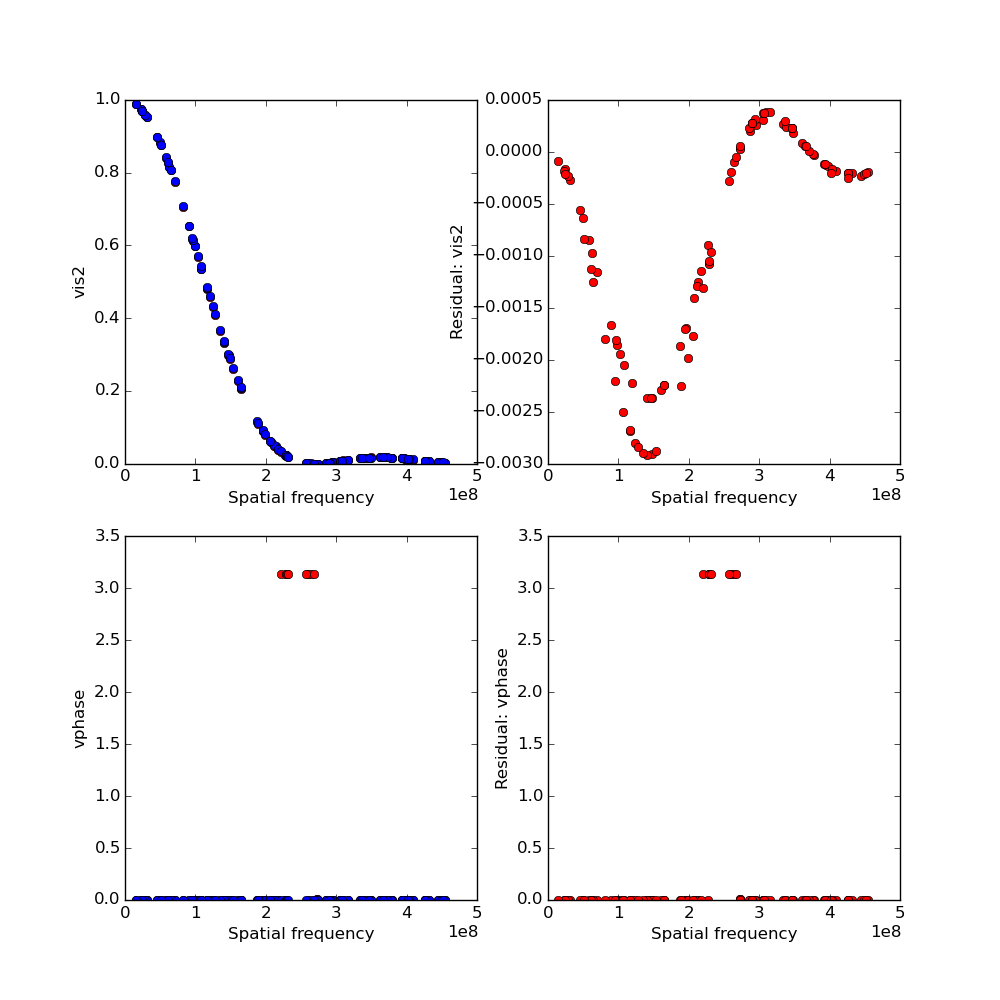 1.0
0.8
0.6
0.4
0.2
0.0
vis2
0 1 2 3 4 5
Spatial frequency 1e8
0.0005
0.0000
−0.0005
−0.0010
−0.0015
−0.0020
−0.0025
−0.0030
Residual: vis2
0 1 2 3 4 5
Spatial frequency 1e8
3.5
3.0
2.5
2.0
1.5
1.0
0.5
0.0
vphase
0 1 2 3 4 5
Spatial frequency 1e8
3.5
3.0
2.5
2.0
1.5
1.0
0.5
0.0
Residual: vphase
0 1 2 3 4 5
Spatial frequency 1e8